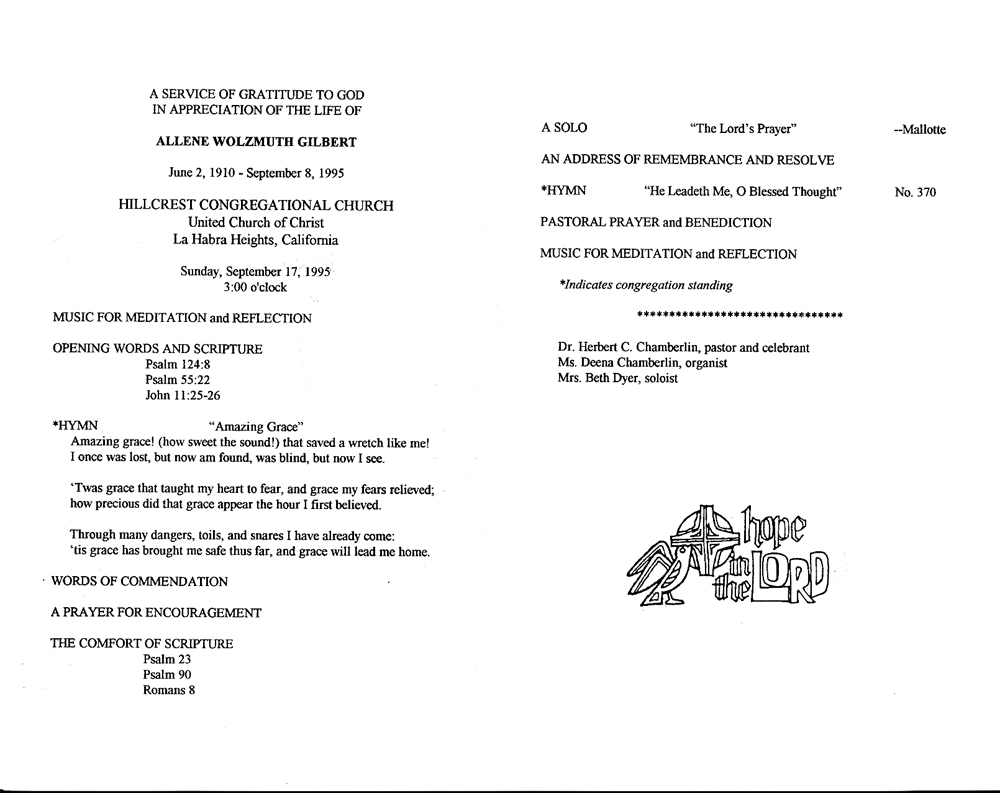 A SERVICE OF GRATITUDE TO GOD
IN APPRECIATION OF THE LIFE OF
ALLENE WOLZMUTH GILBERT
June 2, 1910 - September 8, 1995
HILLCREST CONGREGATIONAL CHURCH
United Church of Christ
La Habra Heights, California
Sunday, September 17, 1995
3:00 o'clock
MUSIC FOR MEDITATION and REFLECTION
OPENING WORDS AND SCRIPTURE
Psalm 124:8
Psalm 55:22
John 11:25-26
*HYMN “Amazing Grace”
Amazing grace! (how sweet the sound!) that saved a wretch like me!
I once was lost, but now am found, was blind, but now I see.
‘Twas grace that taught my heart to fear, and grace my fears relieved;
how precious did that grace appear the hour I first believed.
Through many dangers, toils, and snares I have already come:
‘tis grace has brought me safe thus far, and grace will lead me home.
WORDS OF COMMENDATION
A PRAYER FOR ENCOURAGEMENT
THE COMFORT OF SCRIPTURE
Psalm 23
Psalm 90
Romans 8
A SOLO “The Lord's Prayer” --Mallotte
AN ADDRESS OF REMEMBRANCE AND RESOLVE
*HYMN “He Leadeth Me, O Blessed Thought” No. 370
PASTORAL PRAYER and BENEDICTION
MUSIC FOR MEDITATION and REFLECTION
*Indicates congregation standing
********************************
Dr. Herbert C. Chamberlin, pastor and celebrant
Ms. Deena Chamberlin, organist
Mrs. Beth Dyer, soloist
hope
in
the LORD